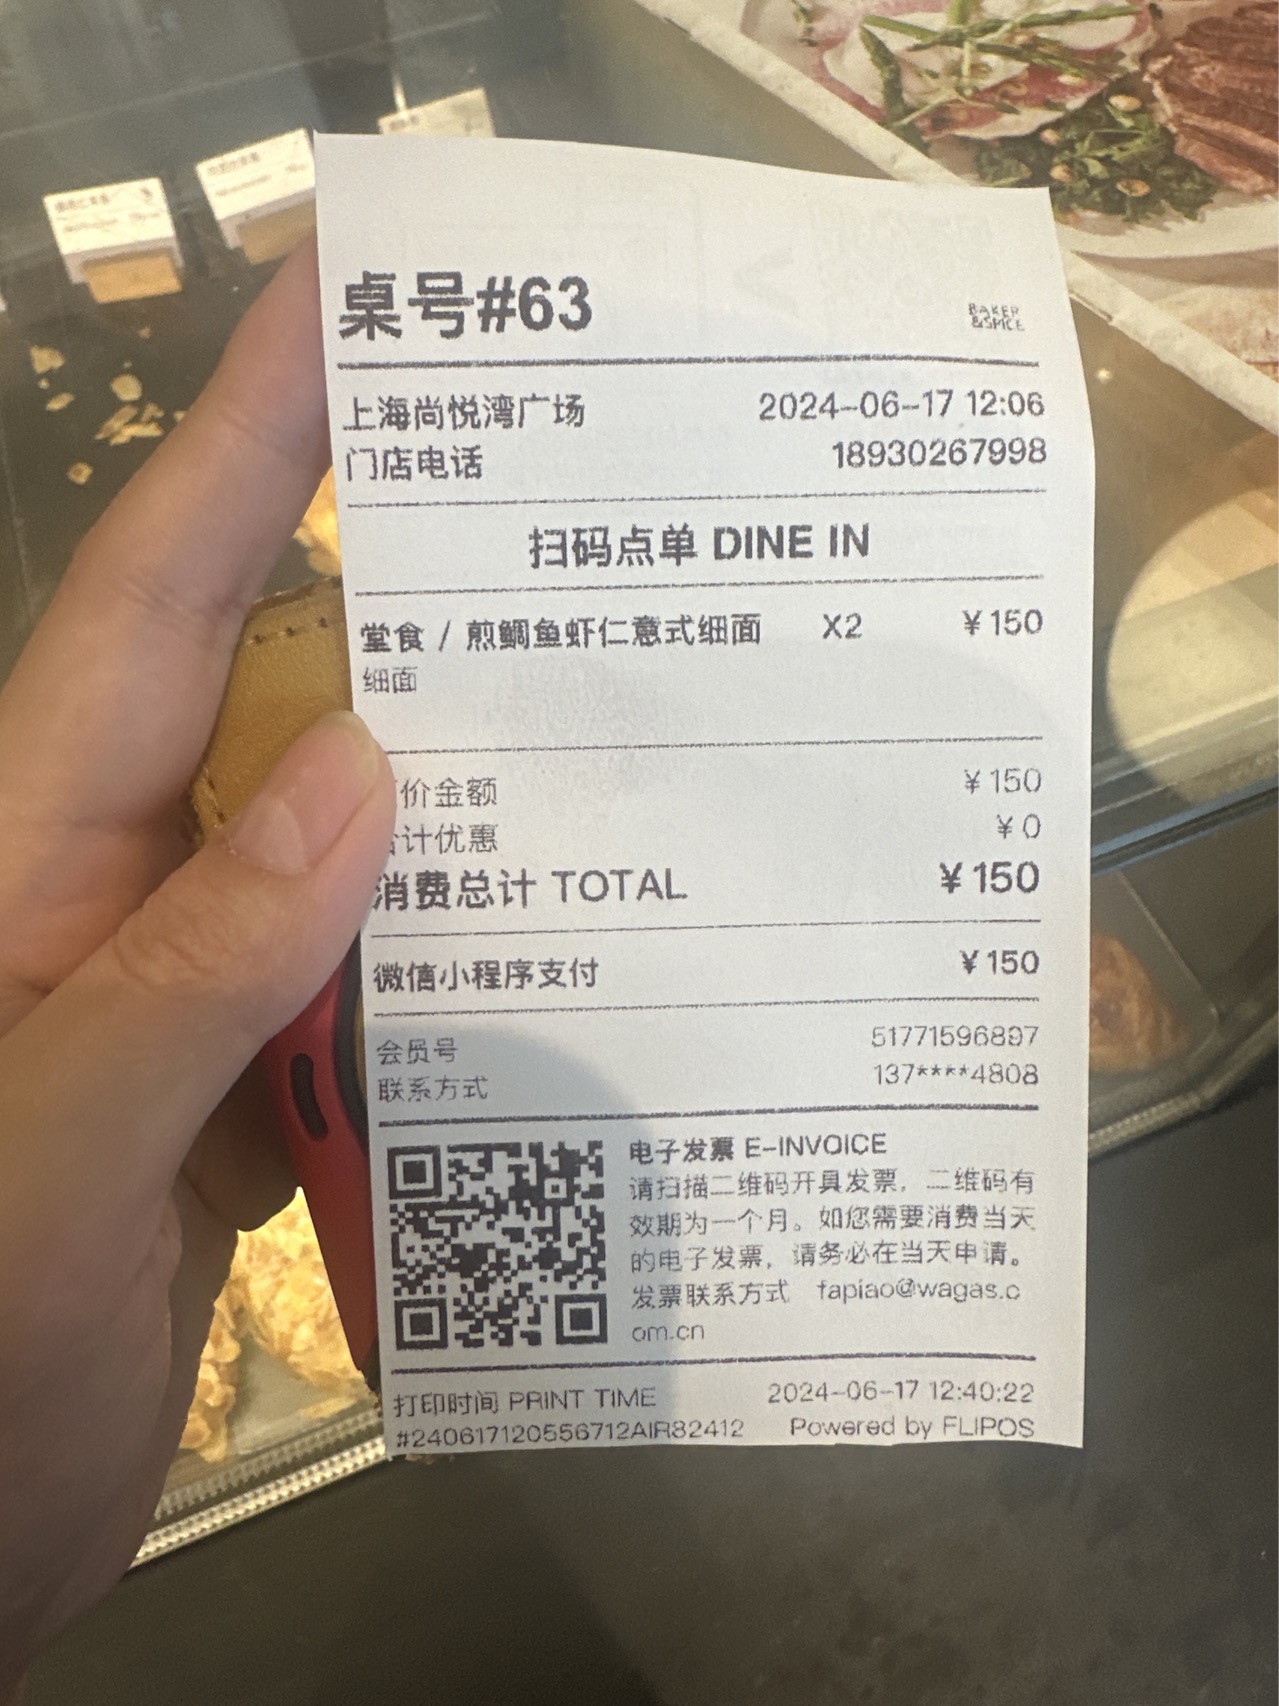 桌号#63
BAKER
&SPICE
上海尚悦湾广场 2024-06-17 12:06
门店电话 18930267998
扫码点单 DINE IN
堂食 / 煎鲷鱼虾仁意式细面 X2 ¥150
细面
价金额 ¥150
合计优惠 ¥0
消费总计 TOTAL ¥150
微信小程序支付 ¥150
会员号 51771596897
联系方式 137****4808
电子发票 E-INVOICE
请扫描二维码开具发票，二维码有
效期为一个月。如您需要消费当天
的电子发票，请务必在当天申请。
发票联系方式 fapiao@wagas.c
om.cn
打印时间 PRINT TIME 2024-06-17 12:40:22
#240617120556712AIR82412 Powered by FLIPOS